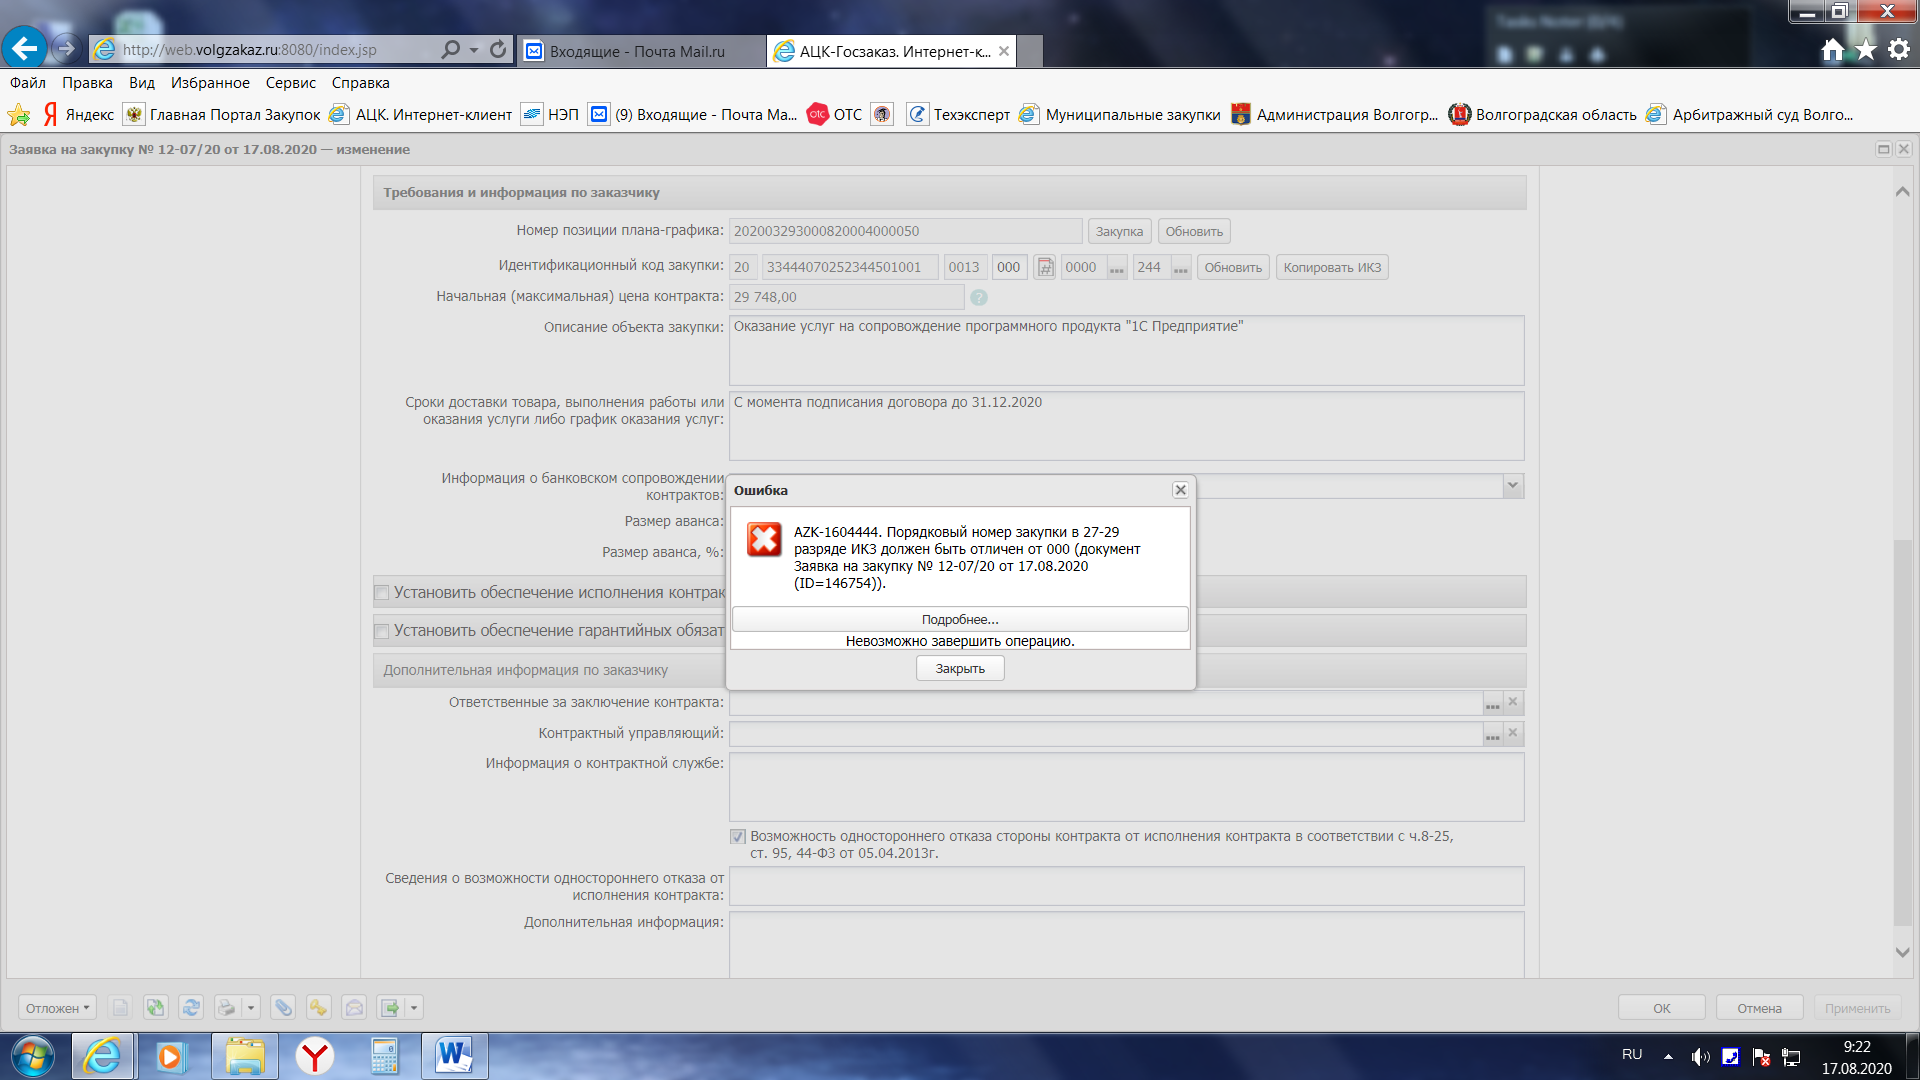 http://web.volgzakaz.ru:8080/index.jsp
Входящие - Почта Mail.ru
АЦК-Госзаказ. Интернет-к...
Файл Правка Вид Избранное Сервис Справка
Яндекс Главная Портал Закупок АЦК. Интернет-клиент НЭП (9) Входящие - Почта Ma... отс ОТС Техэксперт Муниципальные закупки Администрация Волгогр... Волгоградская область Арбитражный суд Волго...
Заявка на закупку № 12-07/20 от 17.08.2020 — изменение
Требования и информация по заказчику
Номер позиции плана-графика: 202003293000820004000050 Закупка Обновить
Идентификационный код закупки: 20 33444070252344501001 0013 000 # 0000 ... 244 ... Обновить Копировать ИКЗ
Начальная (максимальная) цена контракта: 29 748,00 ?
Описание объекта закупки: Оказание услуг на сопровождение программного продукта "1С Предприятие"
Сроки доставки товара, выполнения работы или оказания услуги либо график оказания услуг: С момента подписания договора до 31.12.2020
Информация о банковском сопровождении контрактов:
Размер аванса:
Размер аванса, %:
Ошибка
AZK-1604444. Порядковый номер закупки в 27-29
разряде ИКЗ должен быть отличен от 000 (документ
Заявка на закупку № 12-07/20 от 17.08.2020
(ID=146754)).
Подробнее...
Невозможно завершить операцию.
Закрыть
Установить обеспечение исполнения контрак
Установить обеспечение гарантийных обязат
Дополнительная информация по заказчику
Ответственные за заключение контракта: ...
Контрактный управляющий: ...
Информация о контрактной службе:
Возможность одностороннего отказа стороны контракта от исполнения контракта в соответствии с ч.8-25,
ст. 95, 44-ФЗ от 05.04.2013г.
Сведения о возможности одностороннего отказа от
исполнения контракта:
Дополнительная информация:
Отложен
ОК Отмена Применить
RU
9:22
17.08.2020